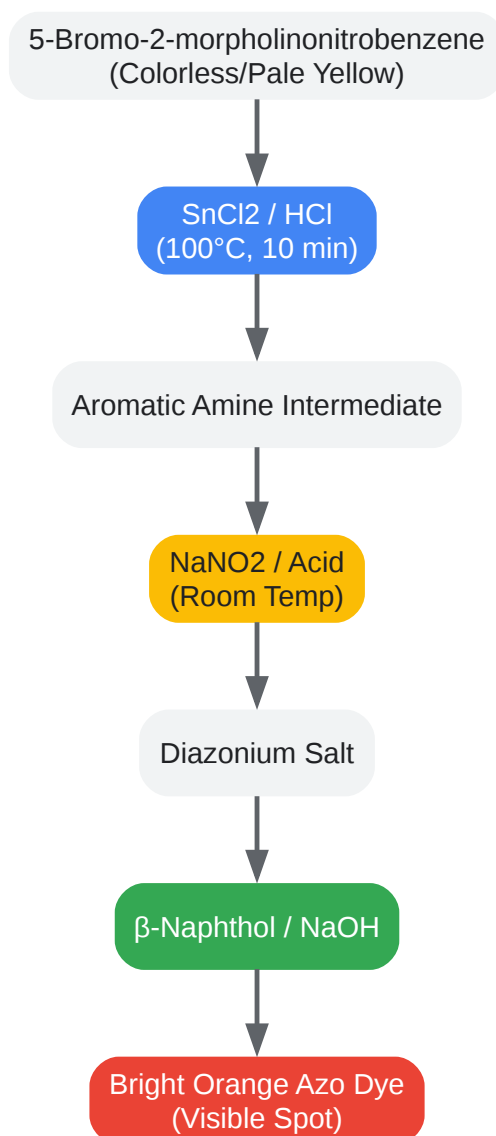 5-Bromo-2-morpholinonitrobenzene
(Colorless/Pale Yellow)
SnCl2 / HCl
(100°C, 10 min)
Aromatic Amine Intermediate
NaNO2 / Acid
(Room Temp)
Diazonium Salt
β-Naphthol / NaOH
Bright Orange Azo Dye
(Visible Spot)